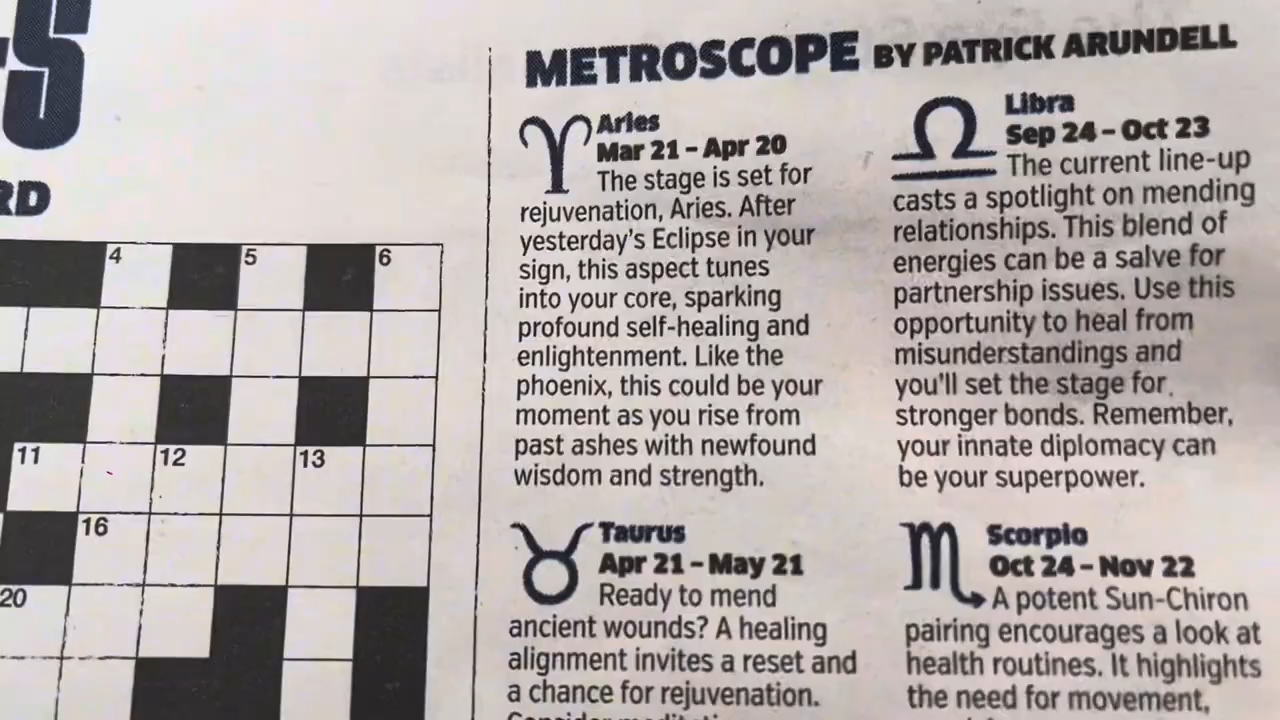 RD
4 5 6
11 12 13
16
20
METROSCOPE BY PATRICK ARUNDELL
Aries
Mar 21 – Apr 20
The stage is set for
rejuvenation, Aries. After
yesterday's Eclipse in your
sign, this aspect tunes
into your core, sparking
profound self-healing and
enlightenment. Like the
phoenix, this could be your
moment as you rise from
past ashes with newfound
wisdom and strength.
Taurus
Apr 21 – May 21
Ready to mend
ancient wounds? A healing
alignment invites a reset and
a chance for rejuvenation.
Libra
Sep 24 – Oct 23
The current line-up
casts a spotlight on mending
relationships. This blend of
energies can be a salve for
partnership issues. Use this
opportunity to heal from
misunderstandings and
you'll set the stage for
stronger bonds. Remember,
your innate diplomacy can
be your superpower.
Scorpio
Oct 24 – Nov 22
A potent Sun-Chiron
pairing encourages a look at
health routines. It highlights
the need for movement,